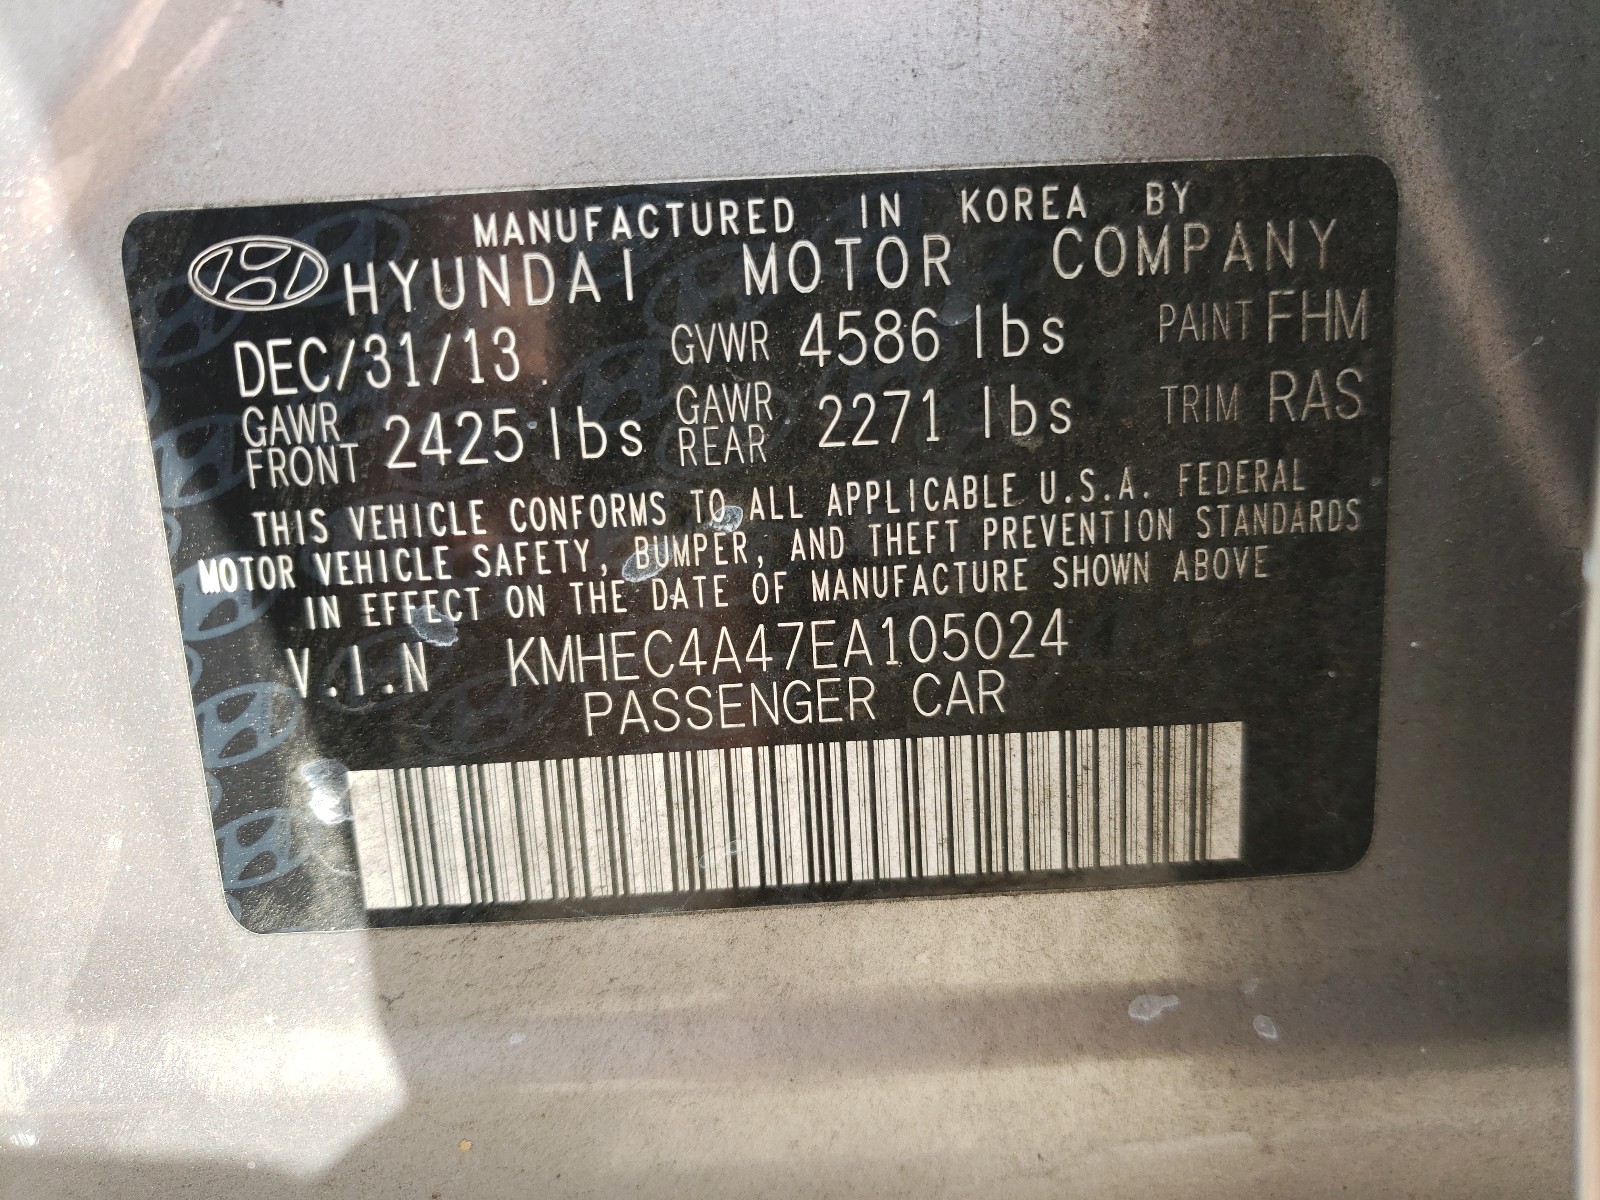 MANUFACTURED IN KOREA BY
HYUNDAI MOTOR COMPANY
DEC/31/13 GVWR 4586 lbs PAINT FHM
GAWR FRONT 2425 lbs GAWR REAR 2271 lbs TRIM RAS
THIS VEHICLE CONFORMS TO ALL APPLICABLE U.S.A. FEDERAL
MOTOR VEHICLE SAFETY, BUMPER, AND THEFT PREVENTION STANDARDS
IN EFFECT ON THE DATE OF MANUFACTURE SHOWN ABOVE
V.I.N KMHEC4A47EA105024
PASSENGER CAR